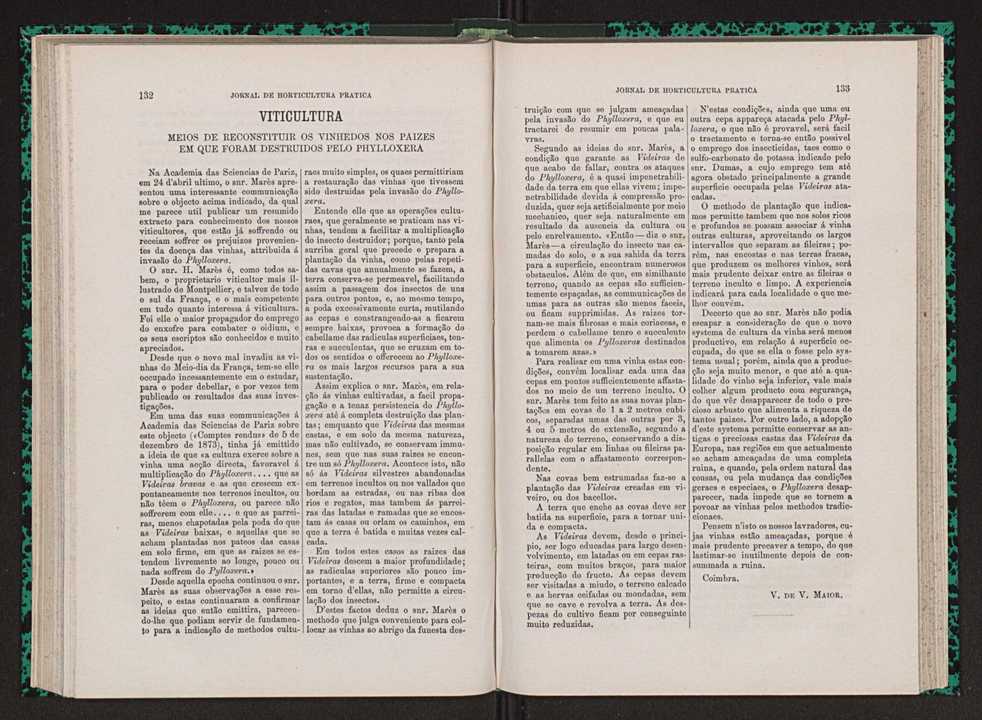 132
JORNAL DE HORTICULTURA PRATICA
VITICULTURA
MEIOS DE RECONSTITUIR OS VINHEDOS NOS PAIZES
EM QUE FORAM DESTRUIDOS PELO PHYLLOXERA
Na Academia das Sciencias de Pariz,
em 24 d'abril ultimo, o snr. Marès apre-
sentou uma interessante communicação
sobre o objecto acima indicado, da qual
me parece util publicar um resumido
extracto para conhecimento dos nossos
viticultores, que estão já soffrendo ou
receiam soffrer os prejuizos provenien-
tes da doença das vinhas, attribuida á
invasão do Phylloxera.
O snr. H. Marès é, como todos sa-
bem, o proprietario viticultor mais il-
lustrado de Montpellier, e talvez de todo
o sul da França, e o mais competente
em tudo quanto interessa á viticultura.
Foi elle o maior propagador do emprego
do enxofre para combater o oidium, e
os seus escriptos são conhecidos e muito
apreciados.
Desde que o novo mal invadiu as vi-
nhas do Meio-dia da França, tem-se elle
occupado incessantemente em o estudar,
para o poder debellar, e por vezes tem
publicado os resultados das suas inves-
tigações.
Em uma das suas communicações á
Academia das Sciencias de Pariz sobre
este objecto («Comptes rendus» de 5 de
dezembro de 1873), tinha já emittido
a ideia de que «a cultura exerce sobre a
vinha uma acção directa, favoravel á
multiplicação do Phylloxera.... que as
Videiras bravas e as que crescem ex-
pontaneamente nos terrenos incultos, ou
não têem o Phylloxera, ou parece não
soffrerem com elle.... e que as parrei-
ras, menos chapotadas pela poda do que
as Videiras baixas, e aquellas que se
acham plantadas nos pateos das casas
em solo firme, em que as raizes se es-
tendem livremente ao longe, pouco ou
nada soffrem do Pylloxera.»
Desde aquella epocha continuou o snr.
Marès as suas observações a esse res-
peito, e estas continuaram a confirmar
as ideias que então emittira, parecen-
do-lhe que podiam servir de fundamen-
to para a indicação de methodos cultu-
raes muito simples, os quaes permittiriam
a restauração das vinhas que tivessem
sido destruidas pela invasão do Phyllo-
xera.
Entende elle que as operações cultu-
raes, que geralmente se praticam nas vi-
nhas, tendem a facilitar a multiplicação
do insecto destruidor; porque, tanto pela
surriba geral que precede e prepara a
plantação da vinha, como pelas repeti-
das cavas que annualmente se fazem, a
terra conserva-se permeavel, facilitando
assim a passagem dos insectos de uns
para outros pontos, e, ao mesmo tempo,
a poda excessivamente curta, mutilando
as cepas e constrangendo-as a ficarem
sempre baixas, provoca a formação do
cabellame das radiculas superficiaes, ten-
ras e succulentas, que se cruzam em to-
dos os sentidos e offerecem ao Phylloxe-
ra os mais largos recursos para a sua
sustentação.
Assim explica o snr. Marès, em rela-
ção ás vinhas cultivadas, a facil propa-
gação e a tenaz persistencia do Phyllo-
xera até á completa destruição das plan-
tas; emquanto que Videiras das mesmas
castas, e em solo da mesma natureza,
mas não cultivado, se conservam immu-
nes, sem que nas suas raizes se encon-
tre um só Phylloxera. Acontece isto, não
só ás Videiras silvestres abandonadas
em terrenos incultos ou nos vallados que
bordam as estradas, ou nas ribas dos
rios e regatos, mas tambem ás parrei-
ras das latadas e ramadas que se encos-
tam ás casas ou orlam os caminhos, em
que a terra é batida e muitas vezes cal-
cada.
Em todos estes casos as raizes das
Videiras descem a maior profundidade;
as radiculas superiores são pouco im-
portantes, e a terra, firme e compacta
em torno d'ellas, não permitte a circu-
lação dos insectos.
D'estes factos deduz o snr. Marès o
methodo que julga conveniente para col-
locar as vinhas ao abrigo da funesta des-
JORNAL DE HORTICULTURA PRATICA
133
truição com que se julgam ameaçadas
pela invasão do Phylloxera, e que eu
tractarei de resumir em poucas pala-
vras.
Segundo as ideias do snr. Marès, a
condição que garante as Videiras de
que acabo de fallar, contra os ataques
do Phylloxera, é a quasi impenetrabili-
dade da terra em que ellas vivem; impe-
netrabilidade devida á compressão pro-
duzida, quer seja artificialmente por meio
mechanico, quer seja naturalmente em
resultado da ausencia da cultura ou
pelo enrelvamento. «Então—diz o snr.
Marès—a circulação do insecto nas ca-
madas do solo, e a sua sahida da terra
para a superficie, encontram numerosos
obstaculos. Além de que, em similhante
terreno, quando as cepas são sufficien-
temente espaçadas, as communicações de
umas para as outras são menos faceis,
ou ficam supprimidas. As raizes tor-
nam-se mais fibrosas e mais coriaceas, e
perdem o cabellame tenro e succulento
que alimenta os Pylloxeras destinados
a tomarem azas.»
Para realisar em uma vinha estas con-
dições, convém localisar cada uma das
cepas em pontos sufficientemente affasta-
dos no meio de um terreno inculto. O
snr. Marès tem feito as suas novas plan-
tações em covas de 1 a 2 metros cubi-
cos, separadas umas das outras por 3,
4 ou 5 metros de extensão, segundo a
natureza do terreno, conservando a dis-
posição regular em linhas ou fileiras pa-
rallelas com o affastamento correspon-
dente.
Nas covas bem estrumadas faz-se a
plantação das Videiras creadas em vi-
veiro, ou dos bacellos.
A terra que enche as covas deve ser
batida na superficie, para a tornar uni-
da e compacta.
As Videiras devem, desde o princi-
pio, ser logo educadas para largo desen-
volvimento, em latadas ou em cepas ras-
teiras, com muitos braços, para maior
producção do fructo. As cepas devem
ser visitadas a miudo, o terreno calcado
e as hervas ceifadas ou mondadas, sem
que se cave e revolva a terra. As des-
pezas do cultivo ficam por conseguinte
muito reduzidas.
N'estas condições, ainda que uma ou
outra cepa appareça atacada pelo Phyl-
loxera, o que não é provavel, será facil
o tractamento e torna-se então possivel
o emprego dos insecticidas, taes como o
sulfo-carbonato de potassa indicado pelo
snr. Dumas, a cujo emprego tem até
agora obstado principalmente a grande
superficie occupada pelas Videiras ata-
cadas.
O methodo de plantação que indica-
mos permitte tambem que nos solos ricos
e profundos se possam associar á vinha
outras culturas, aproveitando os largos
intervallos que separam as fileiras; po-
rém, nas encostas e nas terras fracas,
que produzem os melhores vinhos, será
mais prudente deixar entre as fileiras o
terreno inculto e limpo. A experiencia
indicará para cada localidade o que me-
lhor convém.
Decerto que ao snr. Marès não podia
escapar a consideração de que o novo
systema de cultura da vinha será menos
productivo, em relação á superficie oc-
cupada, do que se ella o fosse pelo sys-
tema usual; porém, ainda que a produc-
ção seja muito menor, e que até a qua-
lidade do vinho seja inferior, vale mais
colher algum producto com segurança,
do que vêr desapparecer de todo o pre-
cioso arbusto que alimenta a riqueza de
tantos paizes. Por outro lado, a adopção
d'este systema permitte conservar as an-
tigas e preciosas castas das Videiras da
Europa, nas regiões em que actualmente
se acham ameaçadas de uma completa
ruina, e quando, pela ordem natural das
cousas, ou pela mudança das condições
geraes e especiaes, o Phylloxera desap-
parecer, nada impede que se tornem a
povoar as vinhas pelos methodos tradic-
cionaes.
Pensem n'isto os nossos lavradores, cu-
jas vinhas estão ameaçadas, porque é
mais prudente precaver a tempo, do que
lastimar-se inutilmente depois de con-
summada a ruina.
Coimbra.
V. DE V. MAIOR.